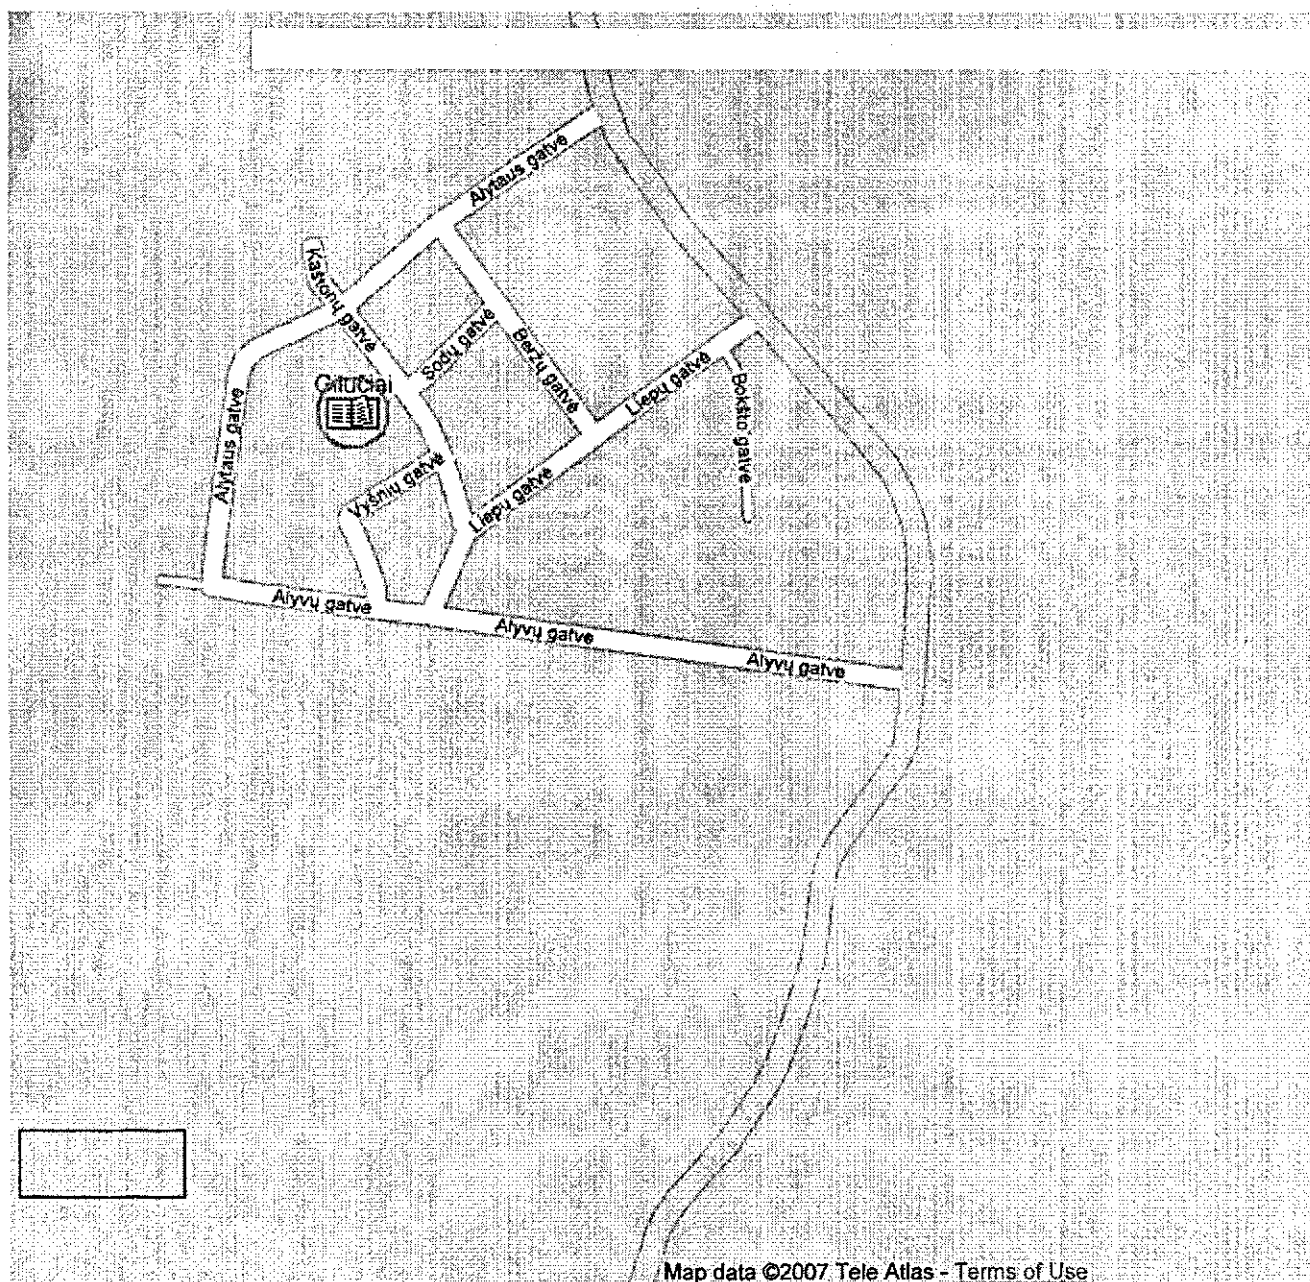 Alytaus gatvė
Kaštonų gatvė
Sodų gatvė
Beržų gatvė
Liepų gatvė
Bokšto gatvė
Gilučiai
Alytaus gatvė
Vyšnių gatvė
Liepų gatvė
Alyvų gatvė
Alyvų gatvė
Alyvų gatvė
Map data ©2007 Tele Atlas - Terms of Use